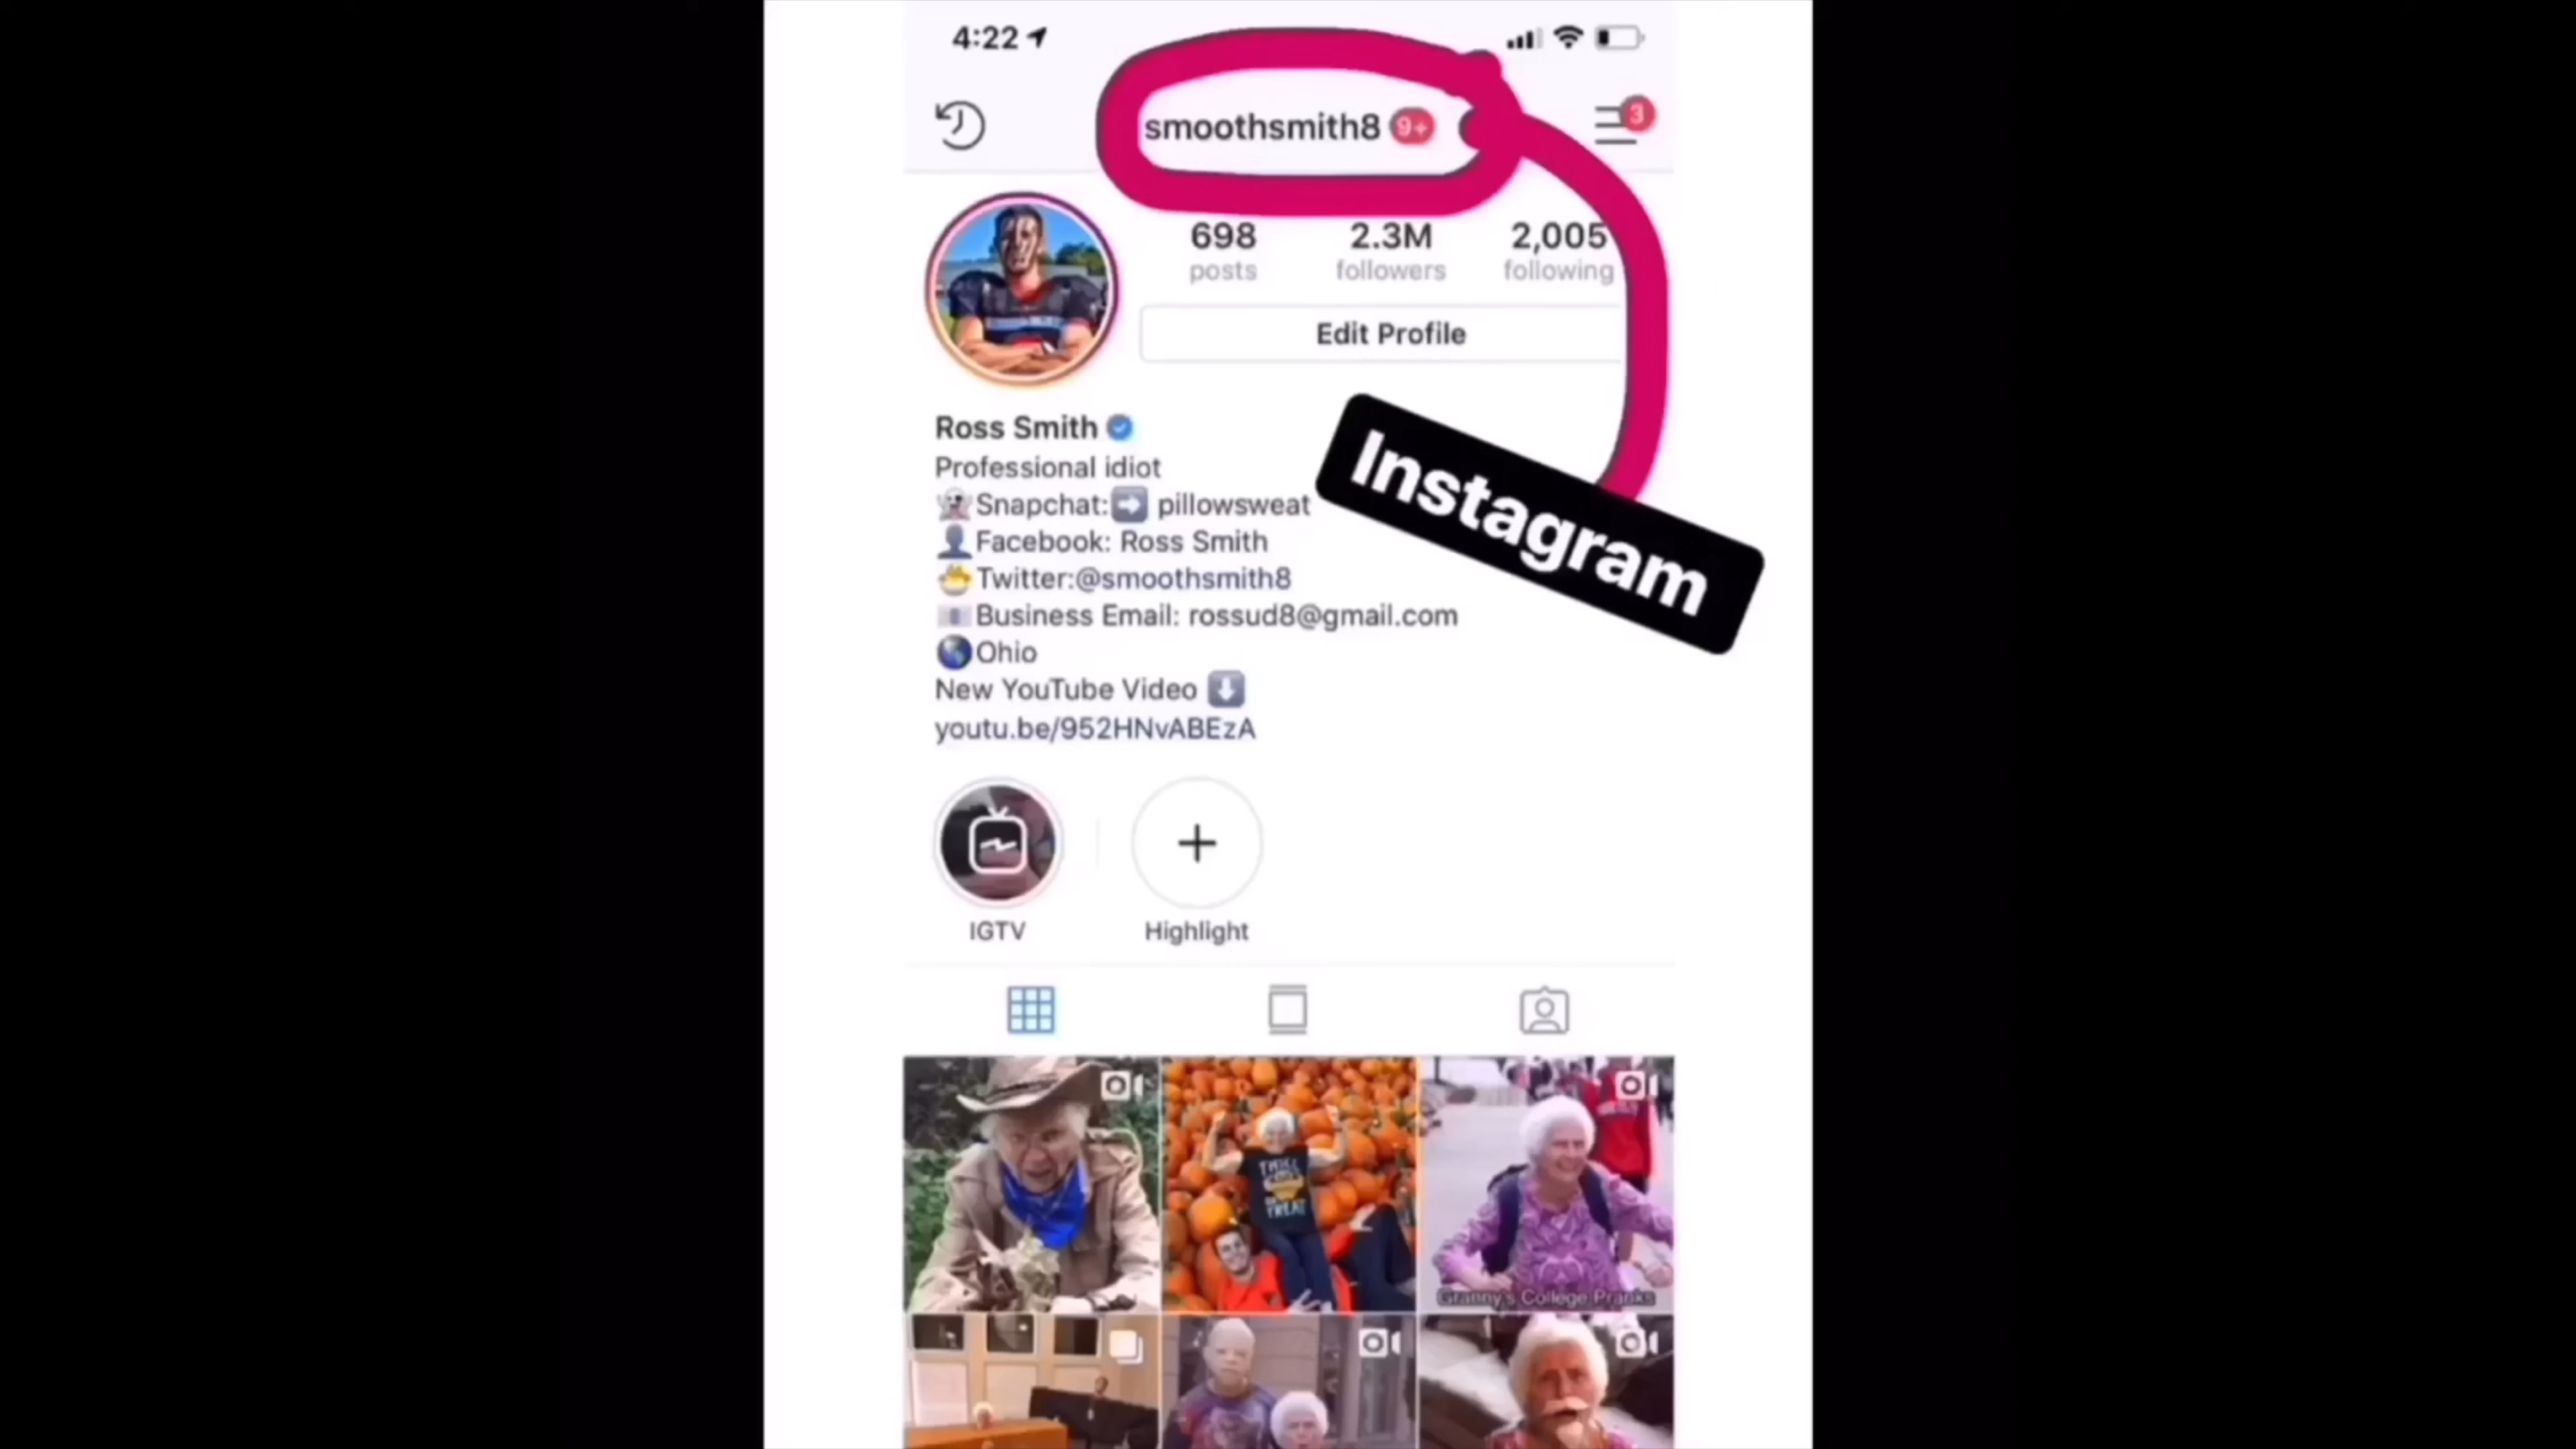 4:22
smoothsmith8 9+
3
698 2.3M 2,005
posts followers following
Edit Profile
Ross Smith
Professional idiot
Snapchat: pillowsweat
Facebook: Ross Smith
Twitter:@smoothsmith8
Business Email: rossud8@gmail.com
Ohio
New YouTube Video
youtu.be/952HNvABEzA
Instagram
IGTV
Highlight
TREAT
Granny's College Pranks